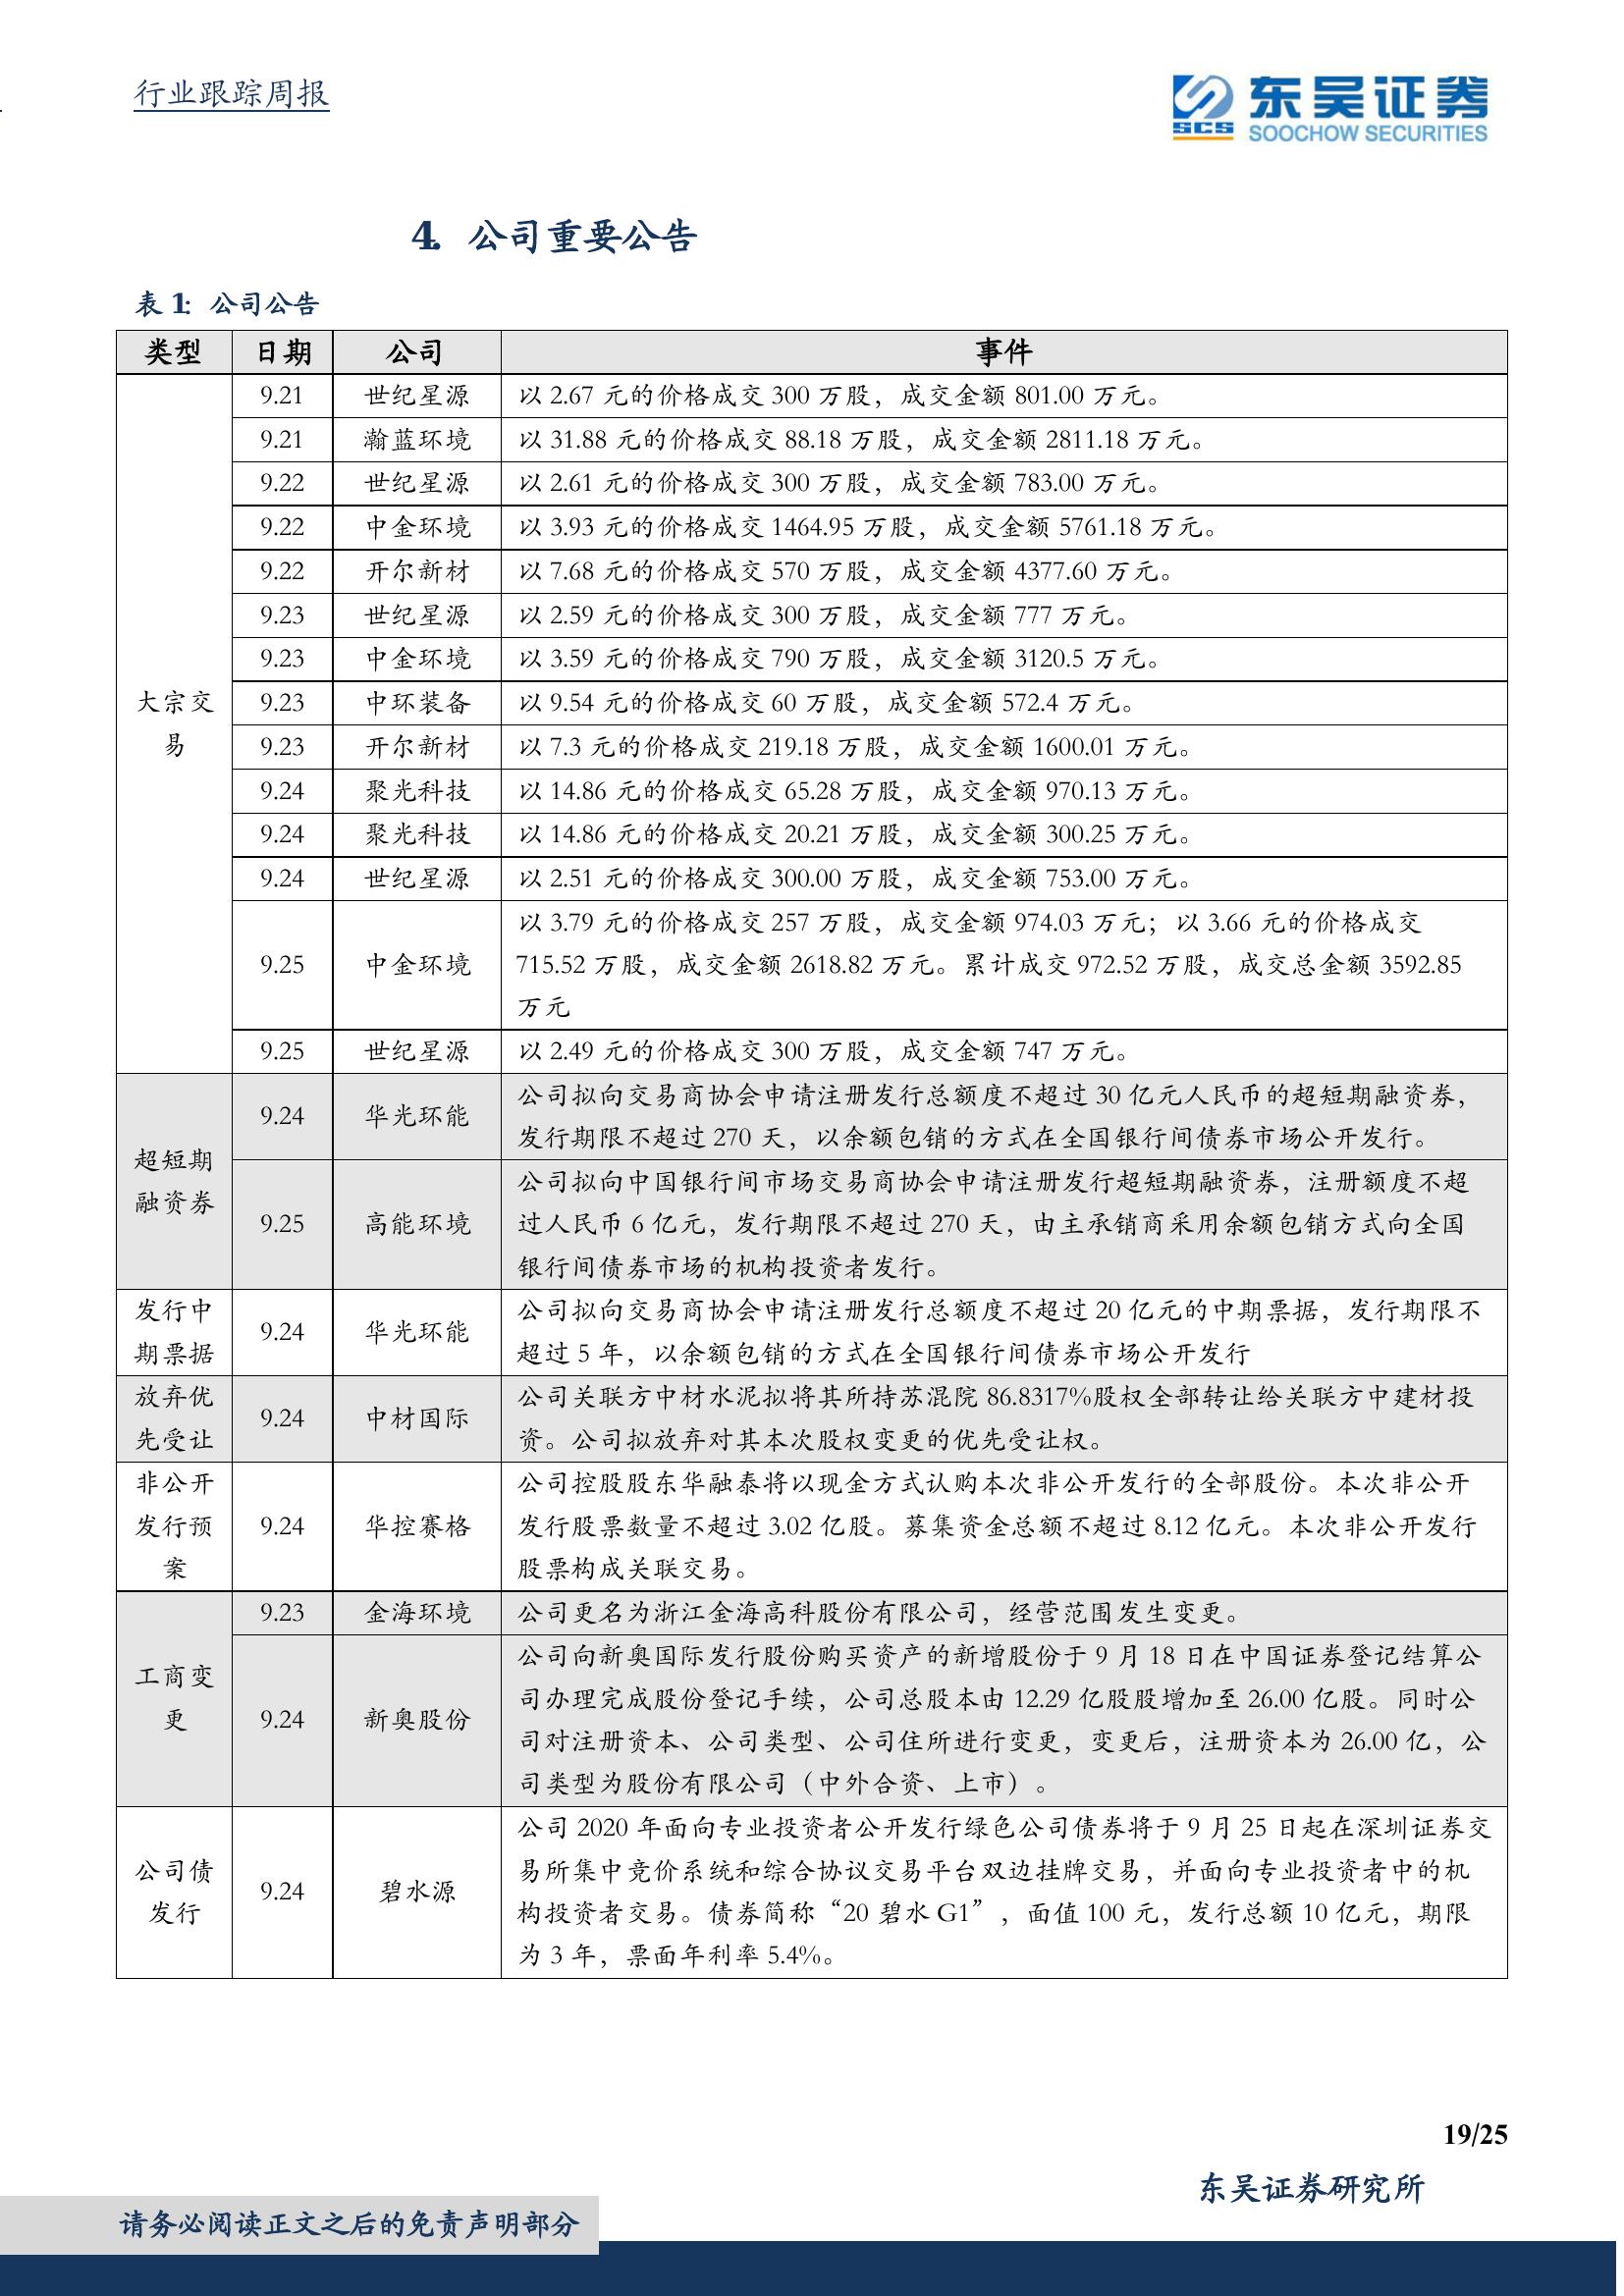 行业跟踪周报
SCS
东吴证券
SOOCHOW SECURITIES
4. 公司重要公告
表 1: 公司公告
类型 日期 公司 事件
大宗交
易
9.21 世纪星源 以 2.67 元的价格成交 300 万股，成交金额 801.00 万元。
9.21 瀚蓝环境 以 31.88 元的价格成交 88.18 万股，成交金额 2811.18 万元。
9.22 世纪星源 以 2.61 元的价格成交 300 万股，成交金额 783.00 万元。
9.22 中金环境 以 3.93 元的价格成交 1464.95 万股，成交金额 5761.18 万元。
9.22 开尔新材 以 7.68 元的价格成交 570 万股，成交金额 4377.60 万元。
9.23 世纪星源 以 2.59 元的价格成交 300 万股，成交金额 777 万元。
9.23 中金环境 以 3.59 元的价格成交 790 万股，成交金额 3120.5 万元。
9.23 中环装备 以 9.54 元的价格成交 60 万股，成交金额 572.4 万元。
9.23 开尔新材 以 7.3 元的价格成交 219.18 万股，成交金额 1600.01 万元。
9.24 聚光科技 以 14.86 元的价格成交 65.28 万股，成交金额 970.13 万元。
9.24 聚光科技 以 14.86 元的价格成交 20.21 万股，成交金额 300.25 万元。
9.24 世纪星源 以 2.51 元的价格成交 300.00 万股，成交金额 753.00 万元。
9.25 中金环境 以 3.79 元的价格成交 257 万股，成交金额 974.03 万元；以 3.66 元的价格成交
715.52 万股，成交金额 2618.82 万元。累计成交 972.52 万股，成交总金额 3592.85
万元
9.25 世纪星源 以 2.49 元的价格成交 300 万股，成交金额 747 万元。
超短期
融资券
9.24 华光环能 公司拟向交易商协会申请注册发行总额度不超过 30 亿元人民币的超短期融资券，
发行期限不超过 270 天，以余额包销的方式在全国银行间债券市场公开发行。
9.25 高能环境 公司拟向中国银行间市场交易商协会申请注册发行超短期融资券，注册额度不超
过人民币 6 亿元，发行期限不超过 270 天，由主承销商采用余额包销方式向全国
银行间债券市场的机构投资者发行。
发行中
期票据
9.24 华光环能 公司拟向交易商协会申请注册发行总额度不超过 20 亿元的中期票据，发行期限不
超过 5 年，以余额包销的方式在全国银行间债券市场公开发行
放弃优
先受让
9.24 中材国际 公司关联方中材水泥拟将其所持苏混院 86.8317%股权全部转让给关联方中建材投
资。公司拟放弃对其本次股权变更的优先受让权。
非公开
发行预
案
9.24 华控赛格 公司控股股东华融泰将以现金方式认购本次非公开发行的全部股份。本次非公开
发行股票数量不超过 3.02 亿股。募集资金总额不超过 8.12 亿元。本次非公开发行
股票构成关联交易。
工商变
更
9.23 金海环境 公司更名为浙江金海高科股份有限公司，经营范围发生变更。
9.24 新奥股份 公司向新奥国际发行股份购买资产的新增股份于 9 月 18 日在中国证券登记结算公
司办理完成股份登记手续，公司总股本由 12.29 亿股股增加至 26.00 亿股。同时公
司对注册资本、公司类型、公司住所进行变更，变更后，注册资本为 26.00 亿，公
司类型为股份有限公司（中外合资、上市）。
公司债
发行
9.24 碧水源 公司 2020 年面向专业投资者公开发行绿色公司债券将于 9 月 25 日起在深圳证券交
易所集中竞价系统和综合协议交易平台双边挂牌交易，并面向专业投资者中的机
构投资者交易。债券简称“20 碧水 G1”，面值 100 元，发行总额 10 亿元，期限
为 3 年，票面年利率 5.4%。
19/25
东吴证券研究所
请务必阅读正文之后的免责声明部分